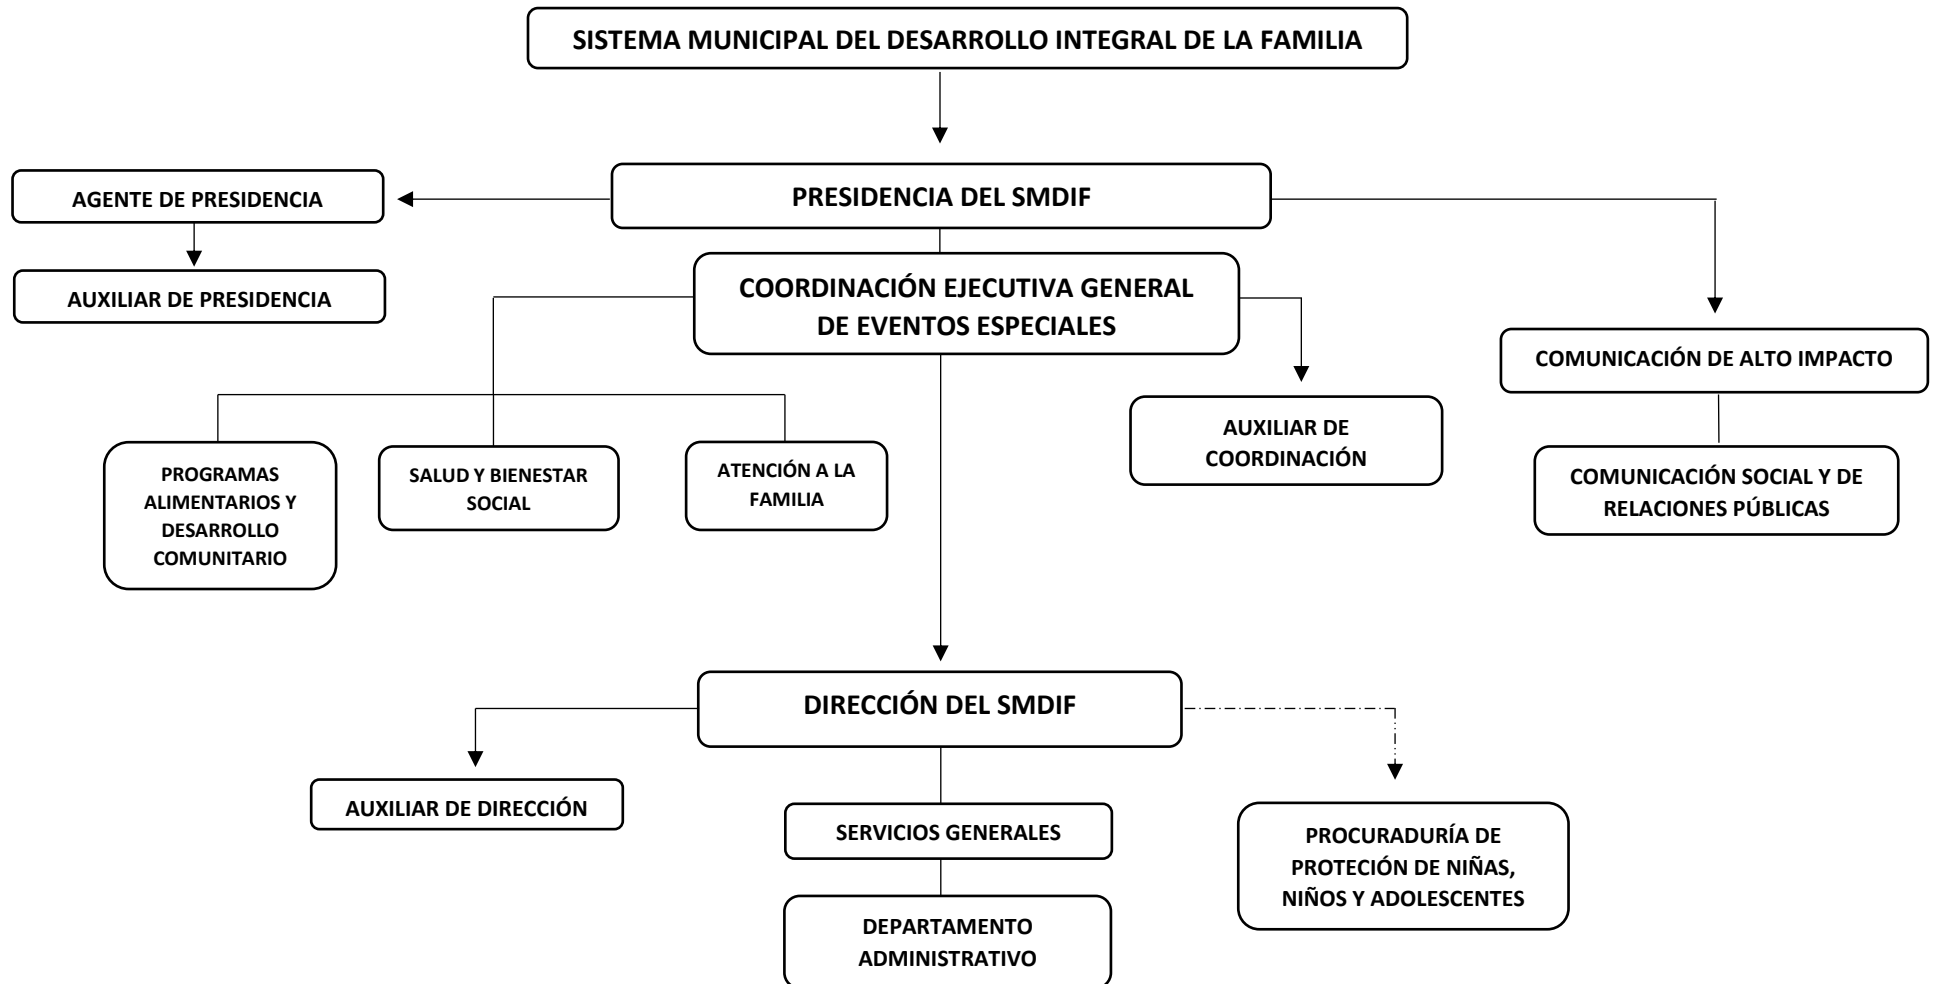 SISTEMA MUNICIPAL DEL DESARROLLO INTEGRAL DE LA FAMILIA
AGENTE DE PRESIDENCIA
PRESIDENCIA DEL SMDIF
AUXILIAR DE PRESIDENCIA
COORDINACIÓN EJECUTIVA GENERAL
DE EVENTOS ESPECIALES
COMUNICACIÓN DE ALTO IMPACTO
PROGRAMAS
ALIMENTARIOS Y
DESARROLLO
COMUNITARIO
SALUD Y BIENESTAR
SOCIAL
ATENCIÓN A LA
FAMILIA
AUXILIAR DE
COORDINACIÓN
COMUNICACIÓN SOCIAL Y DE
RELACIONES PÚBLICAS
DIRECCIÓN DEL SMDIF
AUXILIAR DE DIRECCIÓN
SERVICIOS GENERALES
PROCURADURÍA DE
PROTECIÓN DE NIÑAS,
NIÑOS Y ADOLESCENTES
DEPARTAMENTO
ADMINISTRATIVO